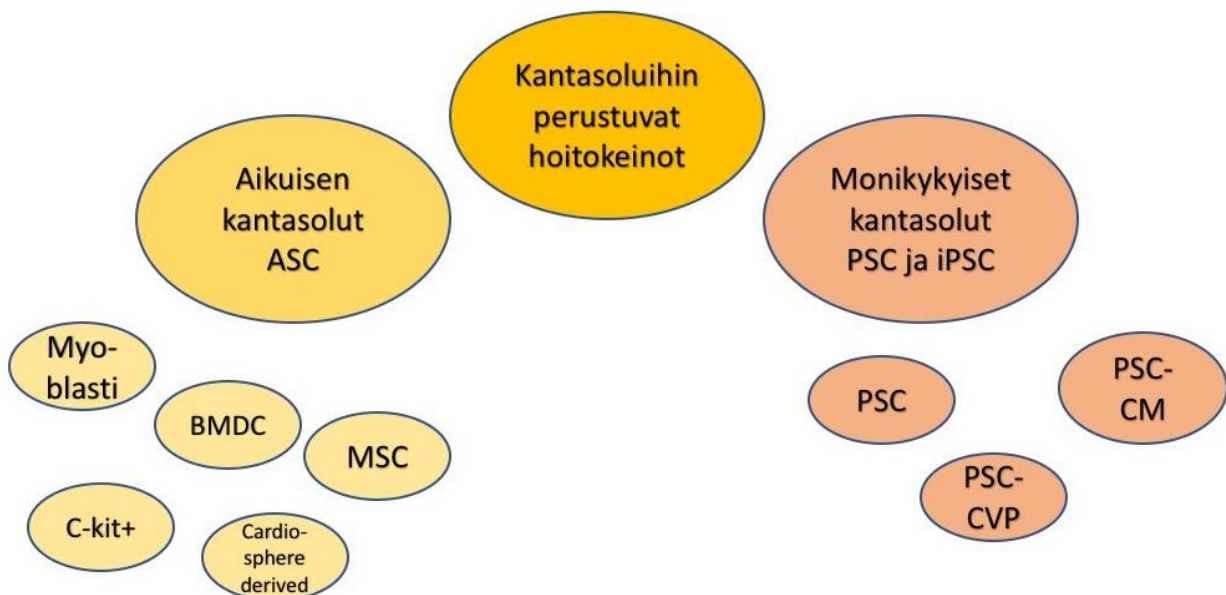 Kantasoluihin
perustuvat
hoitokeinot
Aikuisen
kantasolut
ASC
Monikykyiset
kantasolut
PSC ja iPSC
Myo-
blasti
BMDC
MSC
C-kit+
Cardio-
sphere
derived
PSC
PSC-
CM
PSC-
CVP